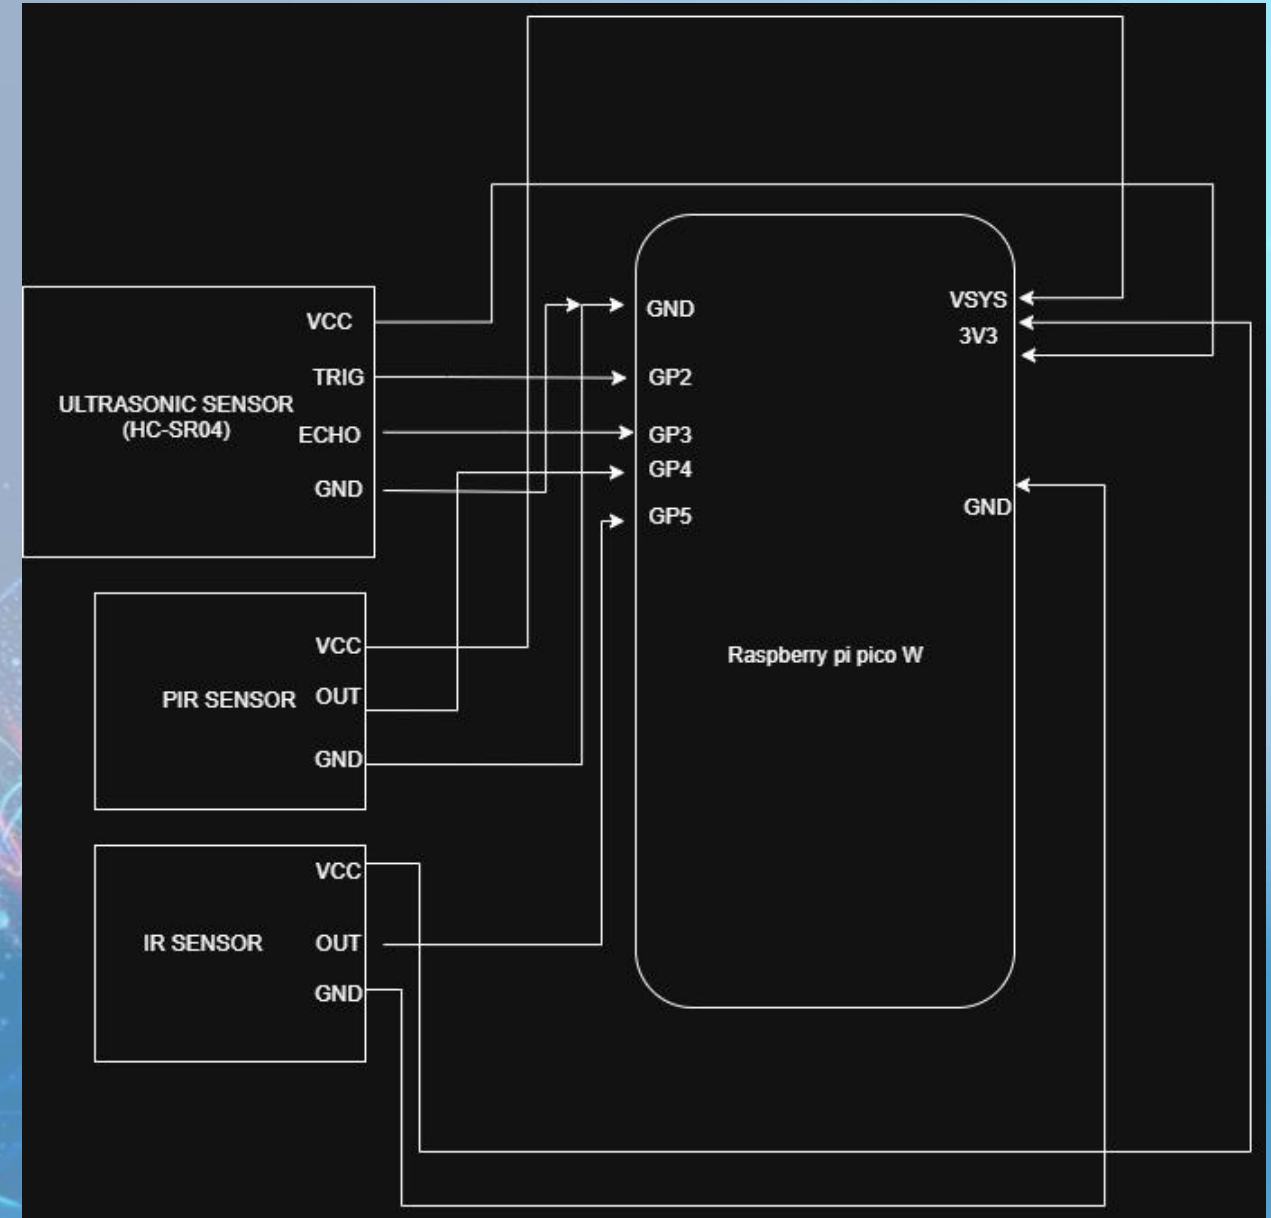 VCC
TRIG
ULTRASONIC SENSOR
(HC-SR04)
ECHO
GND
VCC
PIR SENSOR
OUT
GND
VCC
IR SENSOR
OUT
GND
GND
GP2
GP3
GP4
GP5
VSYS
3V3
GND
Raspberry pi pico W